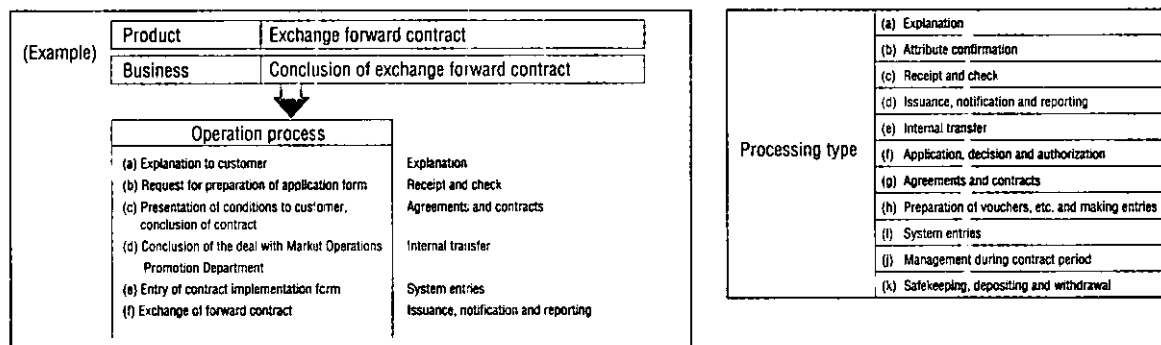 (Example)
Product Exchange forward contract
Business Conclusion of exchange forward contract
Operation process
(a) Explanation to customer Explanation
(b) Request for preparation of application form Receipt and check
(c) Presentation of conditions to customer, Agreements and contracts
conclusion of contract
(d) Conclusion of the deal with Market Operations Internal transfer
Promotion Department
(e) Entry of contract implementation form System entries
(f) Exchange of forward contract Issuance, notification and reporting
Processing type
(a) Explanation
(b) Attribute confirmation
(c) Receipt and check
(d) Issuance, notification and reporting
(e) Internal transfer
(f) Application, decision and authorization
(g) Agreements and contracts
(h) Preparation of vouchers, etc. and making entries
(i) System entries
(j) Management during contract period
(k) Safekeeping, depositing and withdrawal